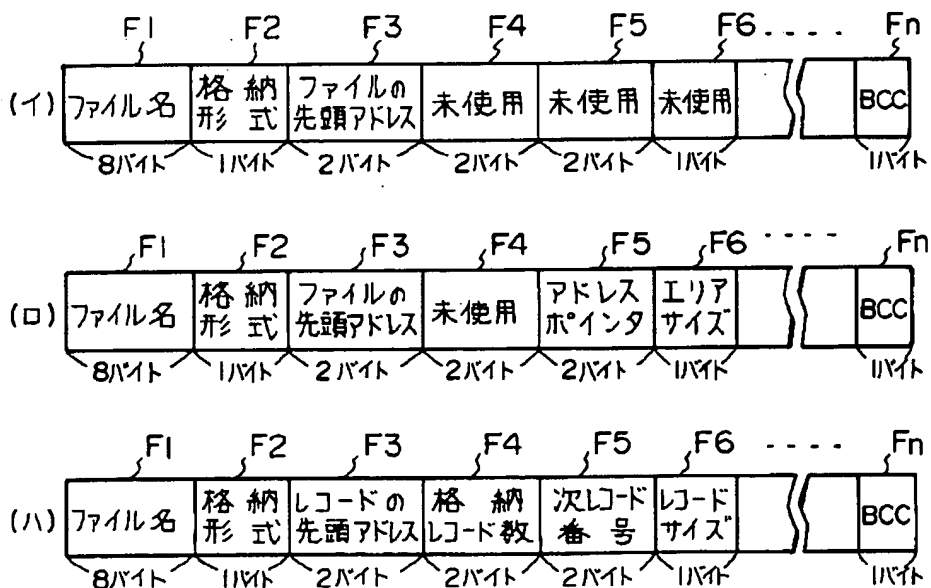 F1 F2 F3 F4 F5 F6 - - - - Fn
(イ) ファイル名 格納形式 ファイルの先頭アドレス 未使用 未使用 未使用 BCC
8バイト 1バイト 2バイト 2バイト 2バイト 1バイト 1バイト
F1 F2 F3 F4 F5 F6 - - - - Fn
(ロ) ファイル名 格納形式 ファイルの先頭アドレス 未使用 アドレスポインタ エリアサイズ BCC
8バイト 1バイト 2バイト 2バイト 2バイト 1バイト 1バイト
F1 F2 F3 F4 F5 F6 - - - - Fn
(ハ) ファイル名 格納形式 レコードの先頭アドレス 格納レコード数 次レコード番号 レコードサイズ BCC
8バイト 1バイト 2バイト 2バイト 2バイト 1バイト 1バイト